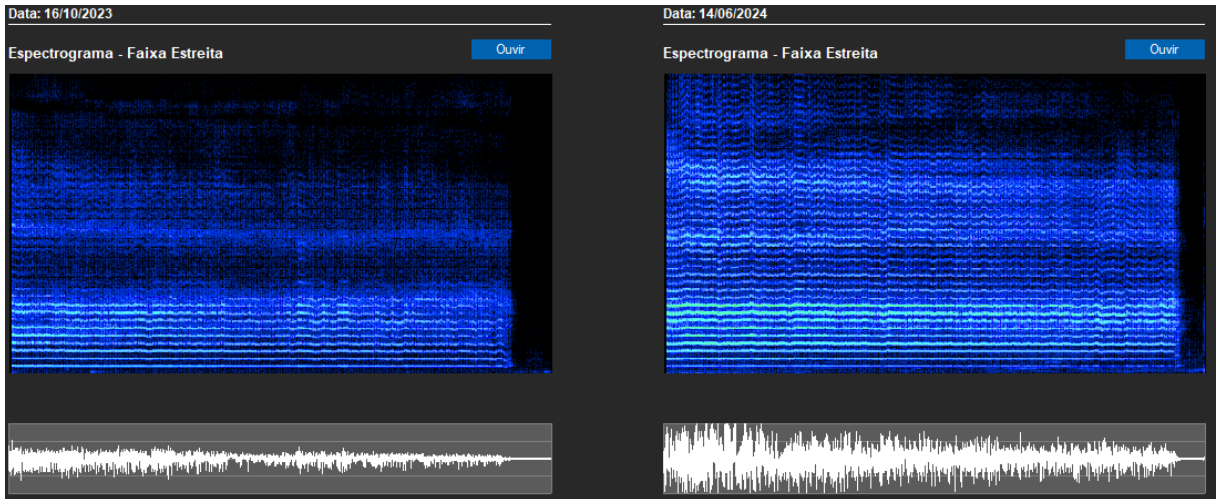 Data: 16/10/2023
Espectrograma - Faixa Estreita
Ouvir
Data: 14/06/2024
Espectrograma - Faixa Estreita
Ouvir